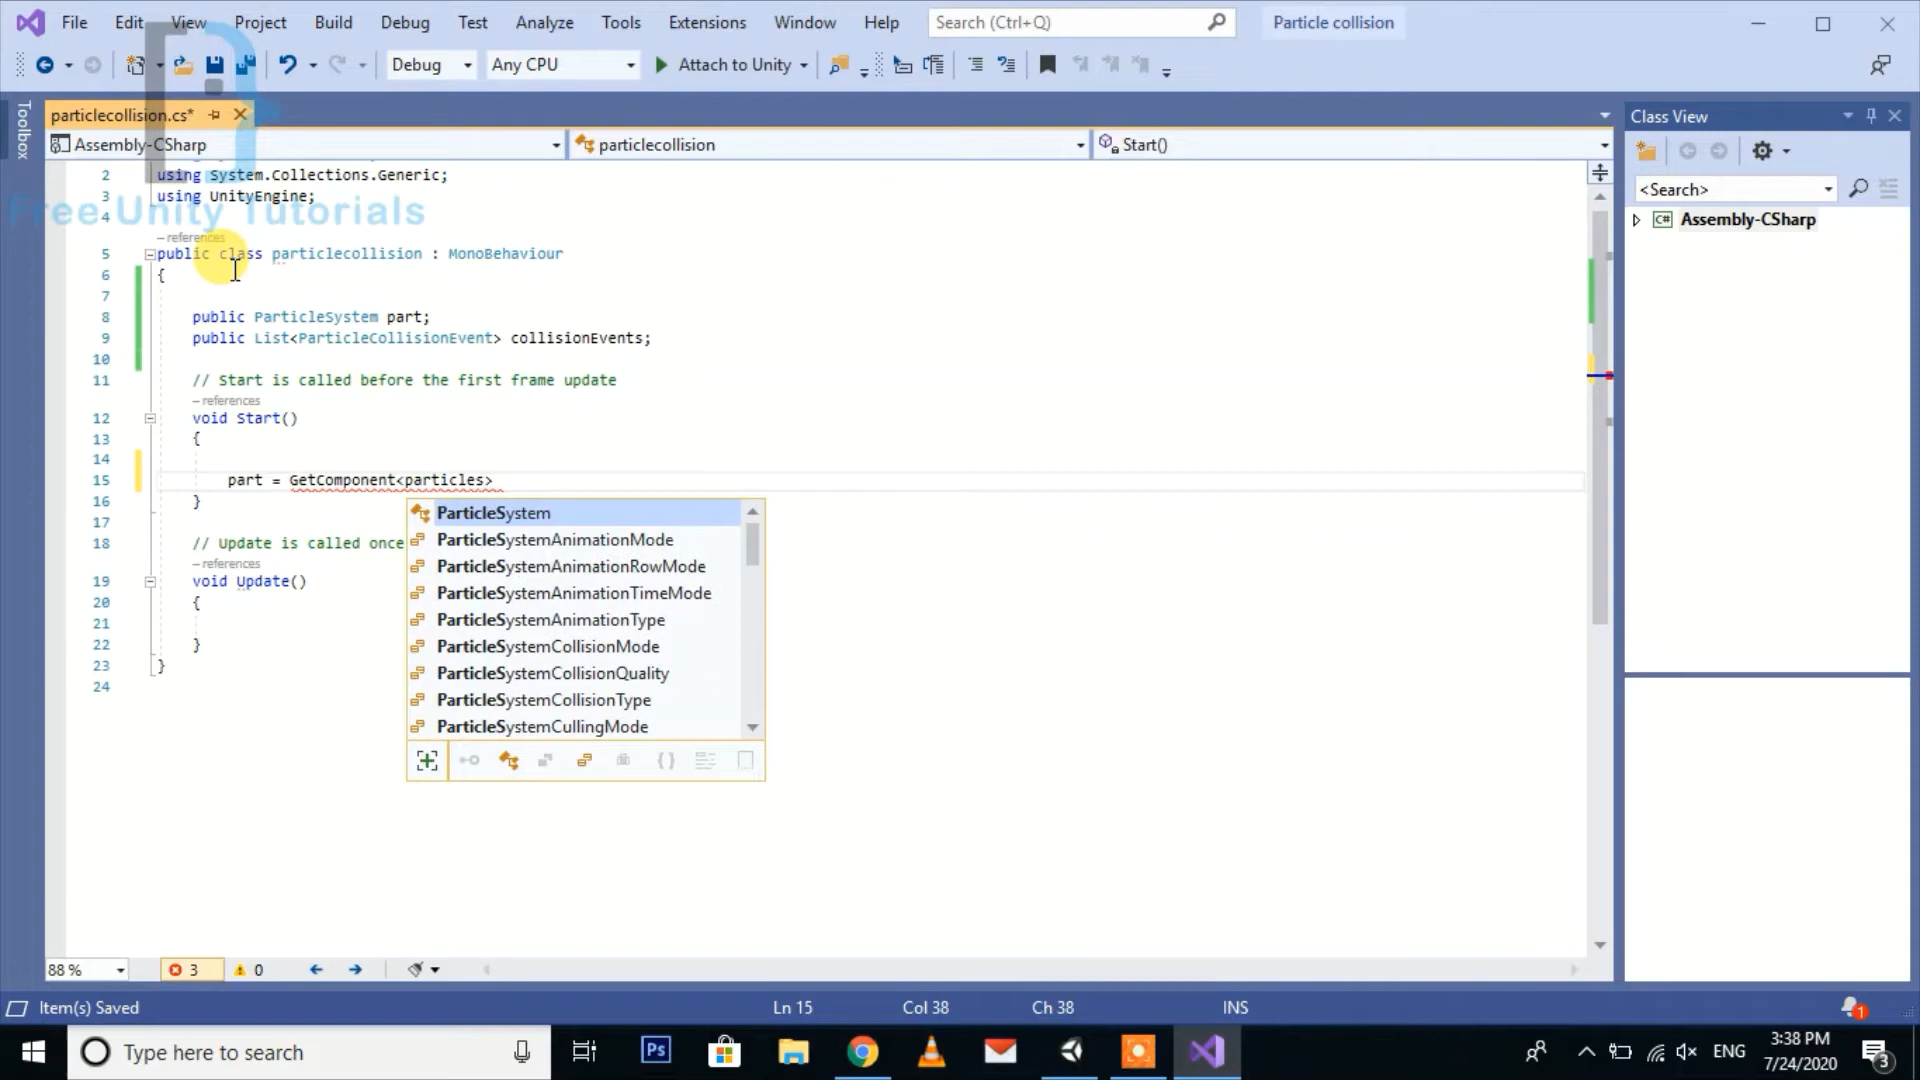 File Edit View Project Build Debug Test Analyze Tools Extensions Window Help Search (Ctrl+Q) Particle collision
Debug Any CPU Attach to Unity
Toolbox
particlecollision.cs*
Class View
Assembly-CSharp particlecollision Start()
<Search>
Assembly-CSharp
Free Unity Tutorials
2 using System.Collections.Generic;
3 using UnityEngine;
4
– references
5 public class particlecollision : MonoBehaviour
6 {
7
8 public ParticleSystem part;
9 public List<ParticleCollisionEvent> collisionEvents;
10
11 // Start is called before the first frame update
– references
12 void Start()
13 {
14
15 part = GetComponent<particles>
16 }
17
18 // Update is called once
– references
19 void Update()
20 {
21
22 }
23 }
24
ParticleSystem
ParticleSystemAnimationMode
ParticleSystemAnimationRowMode
ParticleSystemAnimationTimeMode
ParticleSystemAnimationType
ParticleSystemCollisionMode
ParticleSystemCollisionQuality
ParticleSystemCollisionType
ParticleSystemCullingMode
88 % 3 0
Item(s) Saved Ln 15 Col 38 Ch 38 INS 1
Type here to search Ps ENG 3:38 PM
7/24/2020 3